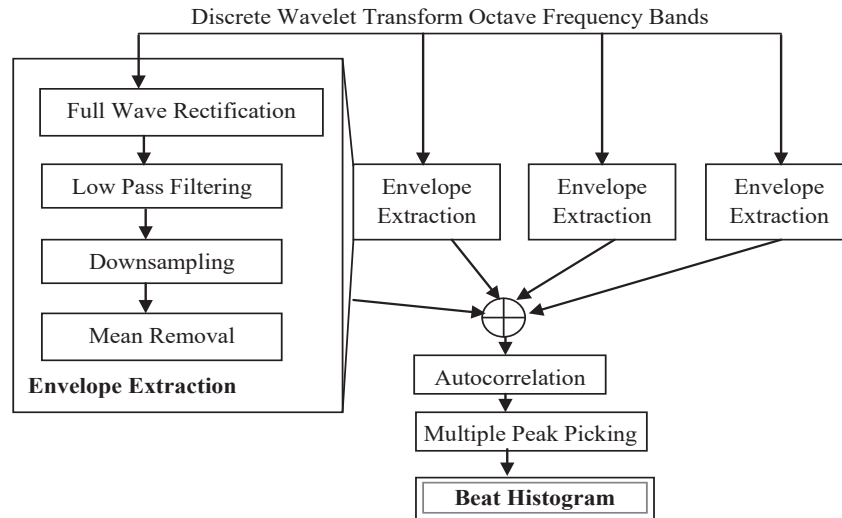 Discrete Wavelet Transform Octave Frequency Bands
Full Wave Rectification
Low Pass Filtering
Downsampling
Mean Removal
Envelope Extraction
Envelope
Extraction
Envelope
Extraction
Envelope
Extraction
Autocorrelation
Multiple Peak Picking
Beat Histogram